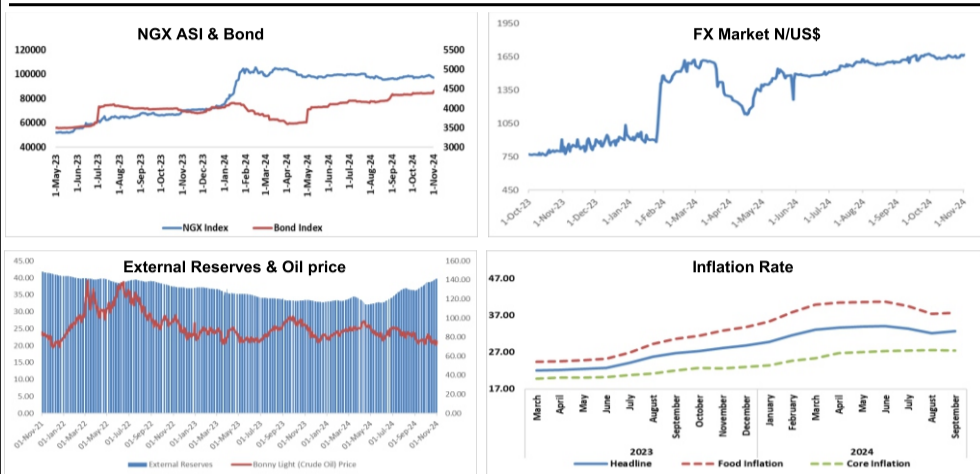 NGX ASI & Bond
120000
100000
80000
60000
40000
5500
5000
4500
4000
3500
3000
1-May-23
1-Jun-23
1-Jul-23
1-Aug-23
1-Sep-23
1-Oct-23
1-Nov-23
1-Dec-23
1-Jan-24
1-Feb-24
1-Mar-24
1-Apr-24
1-May-24
1-Jun-24
1-Jul-24
1-Aug-24
1-Sep-24
1-Oct-24
1-Nov-24
NGX Index Bond Index
FX Market N/US$
1950
1650
1350
1050
750
450
1-Oct-23
1-Nov-23
1-Dec-23
1-Jan-24
1-Feb-24
1-Mar-24
1-Apr-24
1-May-24
1-Jun-24
1-Jul-24
1-Aug-24
1-Sep-24
1-Oct-24
1-Nov-24
External Reserves & Oil price
45.00
40.00
35.00
30.00
25.00
20.00
15.00
10.00
5.00
0.00
160.00
140.00
120.00
100.00
80.00
60.00
40.00
20.00
0.00
01-Nov-21
01-Jan-22
01-Mar-22
01-May-22
01-Jul-22
01-Sep-22
01-Nov-22
01-Jan-23
01-Mar-23
01-May-23
01-Jul-23
01-Sep-23
01-Nov-23
01-Jan-24
01-Mar-24
01-May-24
01-Jul-24
01-Sep-24
01-Nov-24
External Reserves Bonny Light (Crude Oil) Price
Inflation Rate
47.00
37.00
27.00
17.00
March
April
May
June
July
August
September
October
November
December
January
February
March
April
May
June
July
August
September
2023 2024
Headline Food Inflation Core Inflation